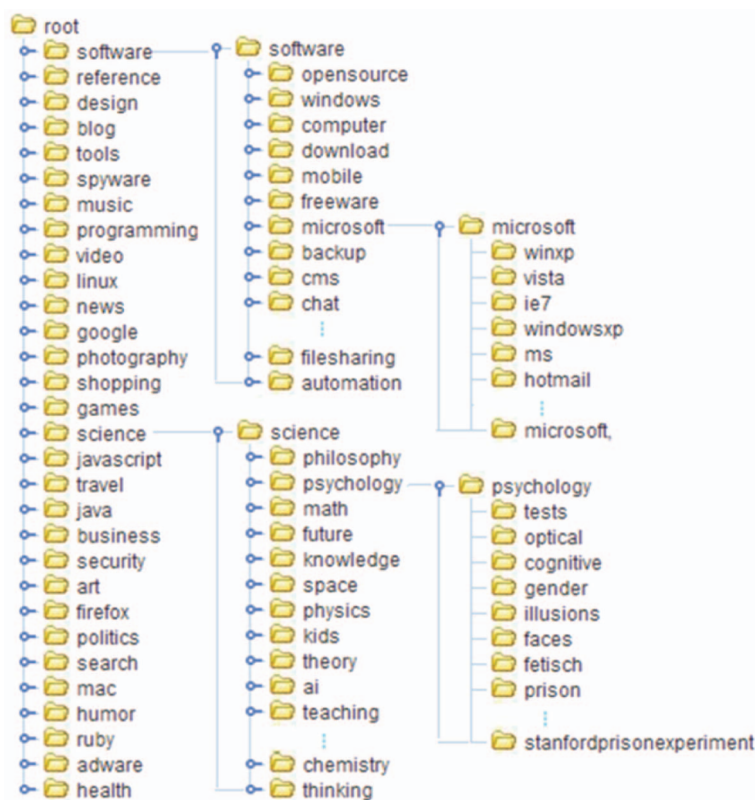 root
software
reference
design
blog
tools
spyware
music
programming
video
linux
news
google
photography
shopping
games
science
javascript
travel
java
business
security
art
firefox
politics
search
mac
humor
ruby
adware
health
software
opensource
windows
computer
download
mobile
freeware
microsoft
backup
cms
chat
filesharing
automation
microsoft
winxp
vista
ie7
windowsxp
ms
hotmail
microsoft,
science
philosophy
psychology
math
future
knowledge
space
physics
kids
theory
ai
teaching
chemistry
thinking
psychology
tests
optical
cognitive
gender
illusions
faces
fetisch
prison
stanfordprisonexperiment